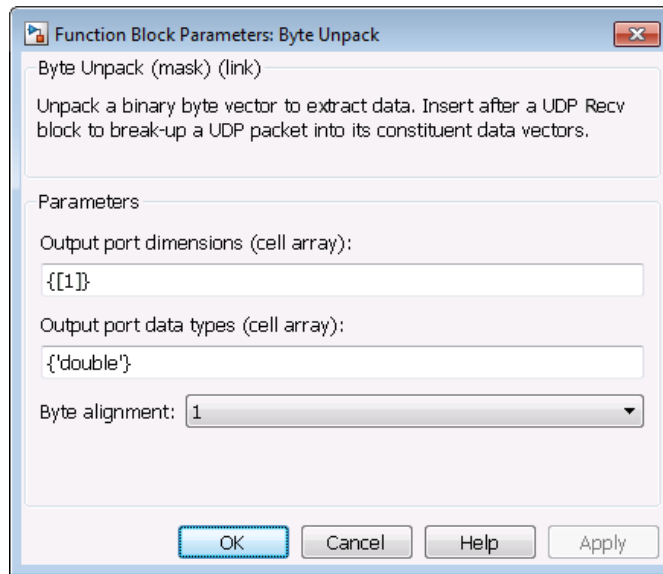 Function Block Parameters: Byte Unpack
Byte Unpack (mask) (link)
Unpack a binary byte vector to extract data. Insert after a UDP Recv
block to break-up a UDP packet into its constituent data vectors.
Parameters
Output port dimensions (cell array):
{[1]}
Output port data types (cell array):
{'double'}
Byte alignment: 1
OK Cancel Help Apply